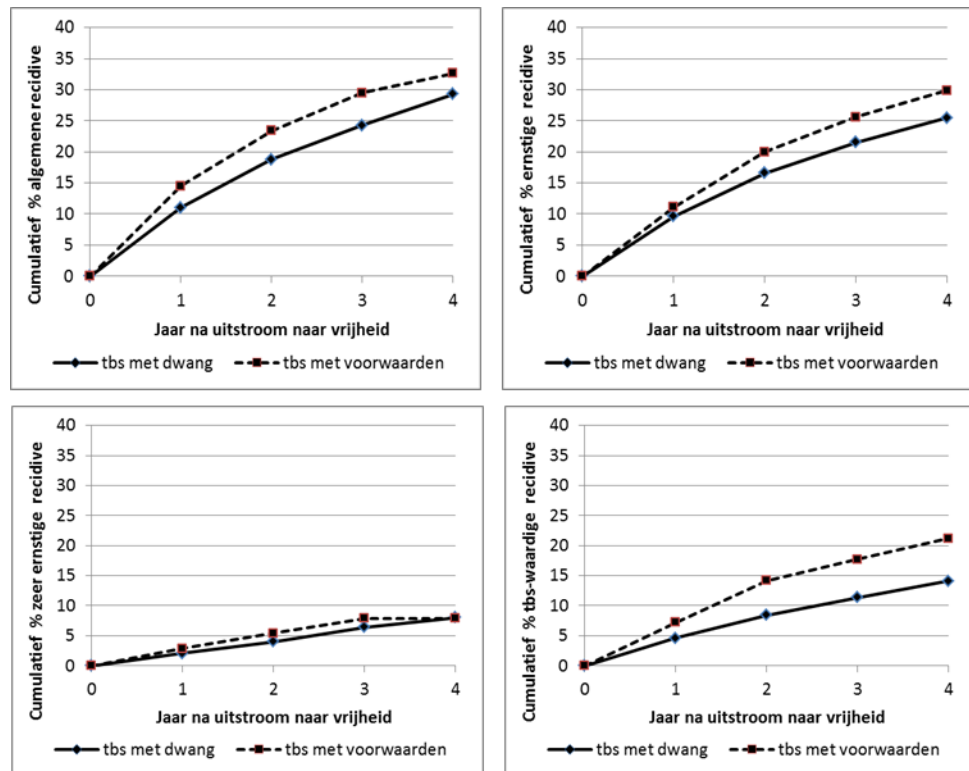 Cumulatief % algemene recidive
40
35
30
25
20
15
10
5
0
0 1 2 3 4
Jaar na uitstroom naar vrijheid
tbs met dwang tbs met voorwaarden
Cumulatief % ernstige recidive
40
35
30
25
20
15
10
5
0
0 1 2 3 4
Jaar na uitstroom naar vrijheid
tbs met dwang tbs met voorwaarden
Cumulatief % zeer ernstige recidive
40
35
30
25
20
15
10
5
0
0 1 2 3 4
Jaar na uitstroom naar vrijheid
tbs met dwang tbs met voorwaarden
Cumulatief % tbs-waardige recidive
40
35
30
25
20
15
10
5
0
0 1 2 3 4
Jaar na uitstroom naar vrijheid
tbs met dwang tbs met voorwaarden